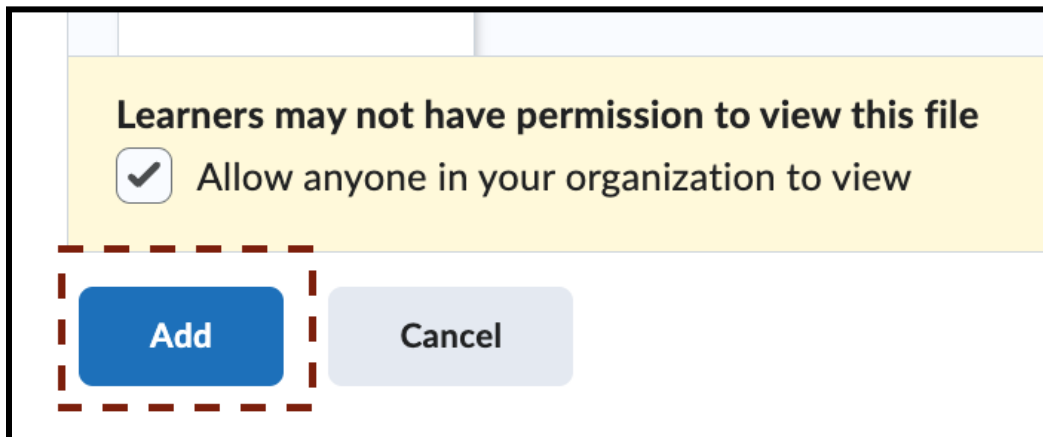 Learners may not have permission to view this file
Allow anyone in your organization to view
Add Cancel